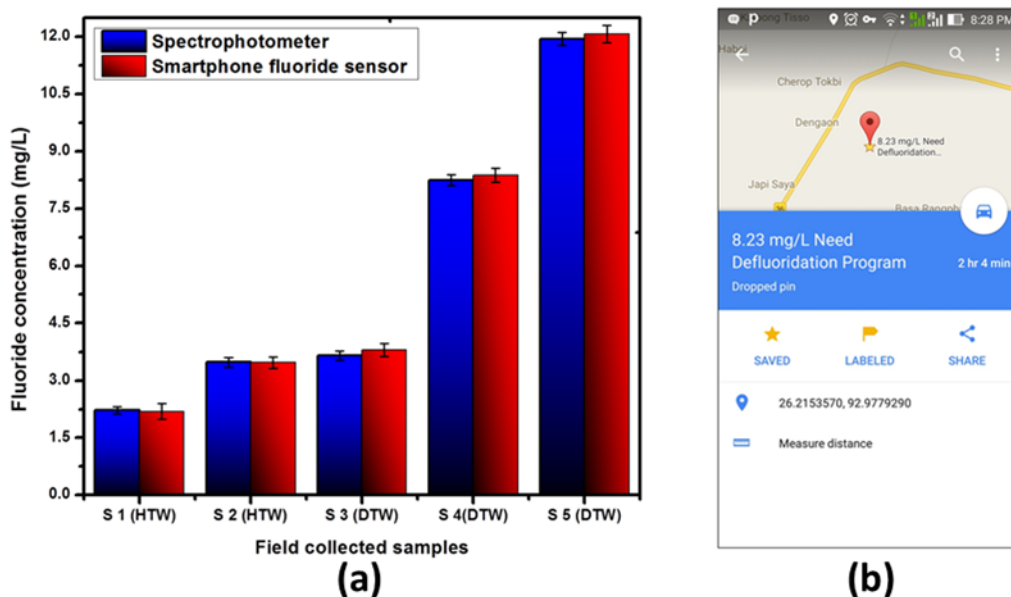 Spectrophotometer
Smartphone fluoride sensor
Fluoride concentration (mg/L)
12.0
10.5
9.0
7.5
6.0
4.5
3.0
1.5
0.0
S 1 (HTW)
S 2 (HTW)
S 3 (DTW)
S 4(DTW)
S 5 (DTW)
Field collected samples
(a)
8:28 PM
Tisso
Cherop Tokbi
Dengaon
8.23 mg/L Need
Defluoridation...
Japi Saya
8.23 mg/L Need
Defluoridation Program
2 hr 4 min
Dropped pin
SAVED
LABELED
SHARE
26.2153570, 92.9779290
Measure distance
(b)